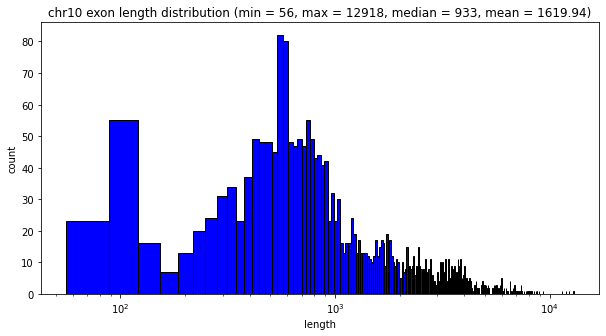 chr10 exon length distribution (min = 56, max = 12918, median = 933, mean = 1619.94)
80
70
60
50
40
30
20
10
0
count
10² 10³ 10⁴
length